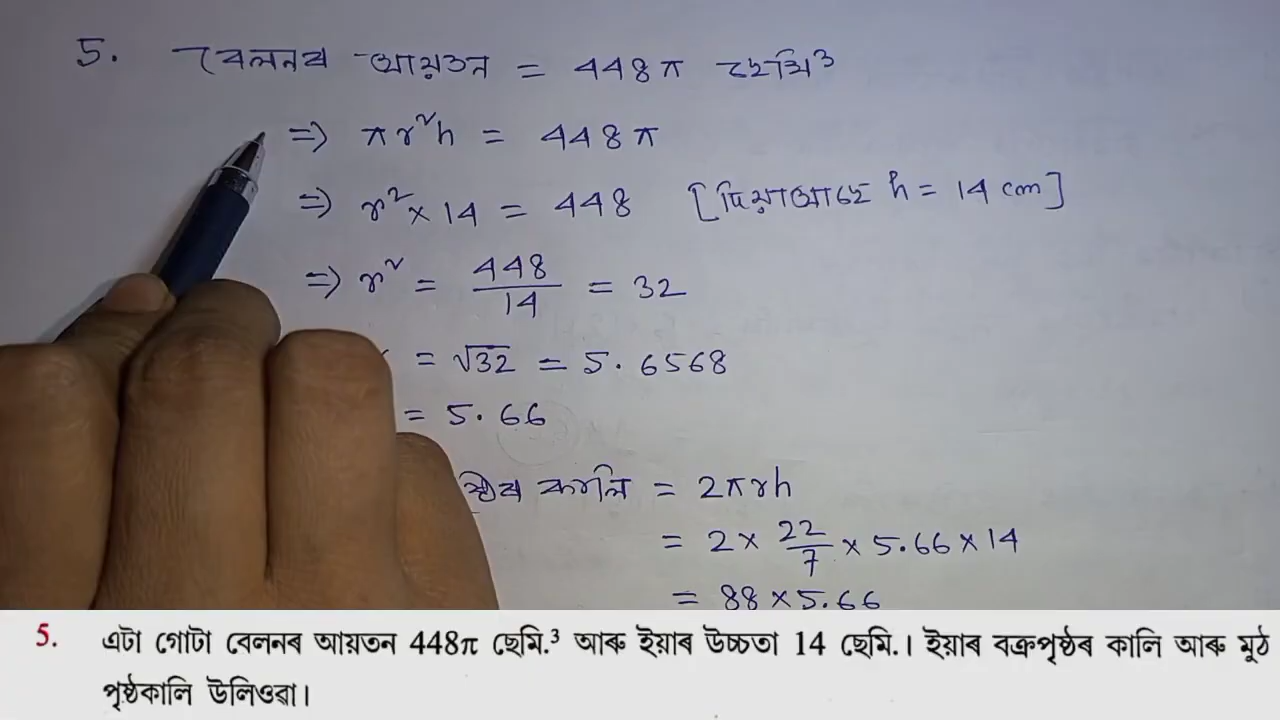 5. বেলনৰ আয়তন = 448π ছেমি³
⇒ πr²h = 448π
⇒ r² × 14 = 448 [দিয়া আছে h = 14 cm]
⇒ r² = 448/14 = 32
= √32 = 5.6568
= 5.66
কালি = 2πrh
= 2 × 22/7 × 5.66 × 14
= 88 × 5.66
5. এটা গোটা বেলনৰ আয়তন 448π ছেমি.³ আৰু ইয়াৰ উচ্চতা 14 ছেমি.। ইয়াৰ বক্ৰপৃষ্ঠৰ কালি আৰু মুঠ
পৃষ্ঠকালি উলিওৱা।